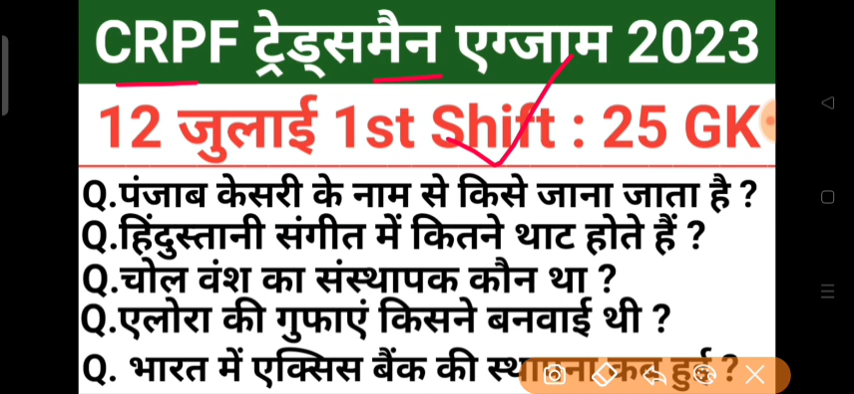 CRPF ट्रेड्समैन एग्जाम 2023
12 जुलाई 1st Shift : 25 GK
Q.पंजाब केसरी के नाम से किसे जाना जाता है ?
Q.हिंदुस्तानी संगीत में कितने थाट होते हैं ?
Q.चोल वंश का संस्थापक कौन था ?
Q.एलोरा की गुफाएं किसने बनवाई थी ?
Q. भारत में एक्सिस बैंक की स्थापना कब हुई ?